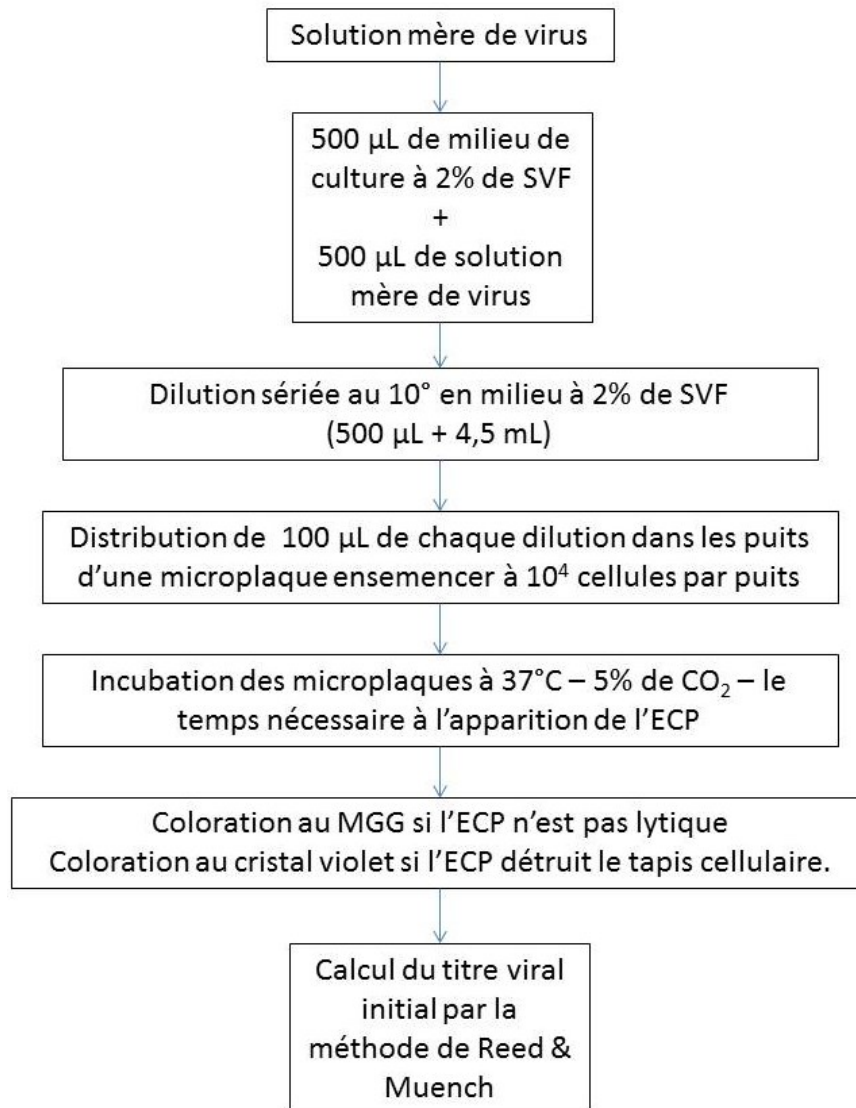 Solution mère de virus
500 µL de milieu de
culture à 2% de SVF
+
500 µL de solution
mère de virus
Dilution sériée au 10° en milieu à 2% de SVF
(500 µL + 4,5 mL)
Distribution de 100 µL de chaque dilution dans les puits
d'une microplaque ensemencer à 10⁴ cellules par puits
Incubation des microplaques à 37°C – 5% de CO₂ – le
temps nécessaire à l'apparition de l'ECP
Coloration au MGG si l'ECP n'est pas lytique
Coloration au cristal violet si l'ECP détruit le tapis cellulaire.
Calcul du titre viral
initial par la
méthode de Reed &
Muench